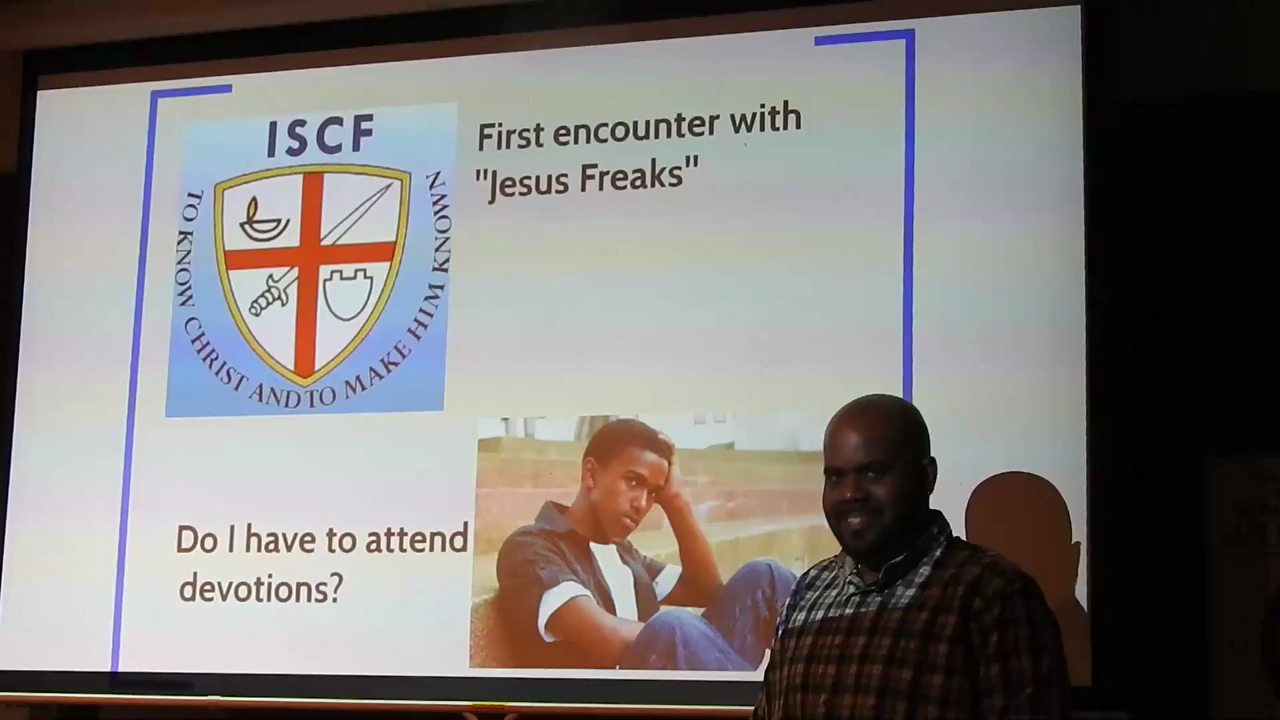 ISCF
TO KNOW CHRIST AND TO MAKE HIM KNOWN
First encounter with
"Jesus Freaks"
Do I have to attend
devotions?